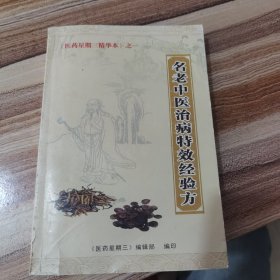 《医药星期三精华本》之一
名老中医治病特效经验方
《医药星期三》编辑部 编印